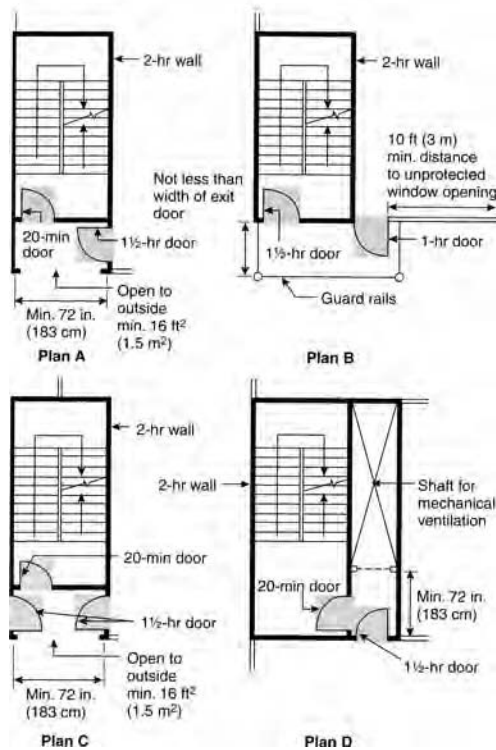 2-hr wall
20-min
door
1½-hr door
Min. 72 in.
(183 cm)
Open to
outside
min. 16 ft²
(1.5 m²)
Plan A
2-hr wall
10 ft (3 m)
min. distance
to unprotected
window opening
Not less than
width of exit
door
1½-hr door
1-hr door
Guard rails
Plan B
2-hr wall
20-min door
1½-hr door
Min. 72 in.
(183 cm)
Open to
outside
min. 16 ft²
(1.5 m²)
Plan C
2-hr wall
Shaft for
mechanical
ventilation
20-min door
Min. 72 in.
(183 cm)
1½-hr door
Plan D